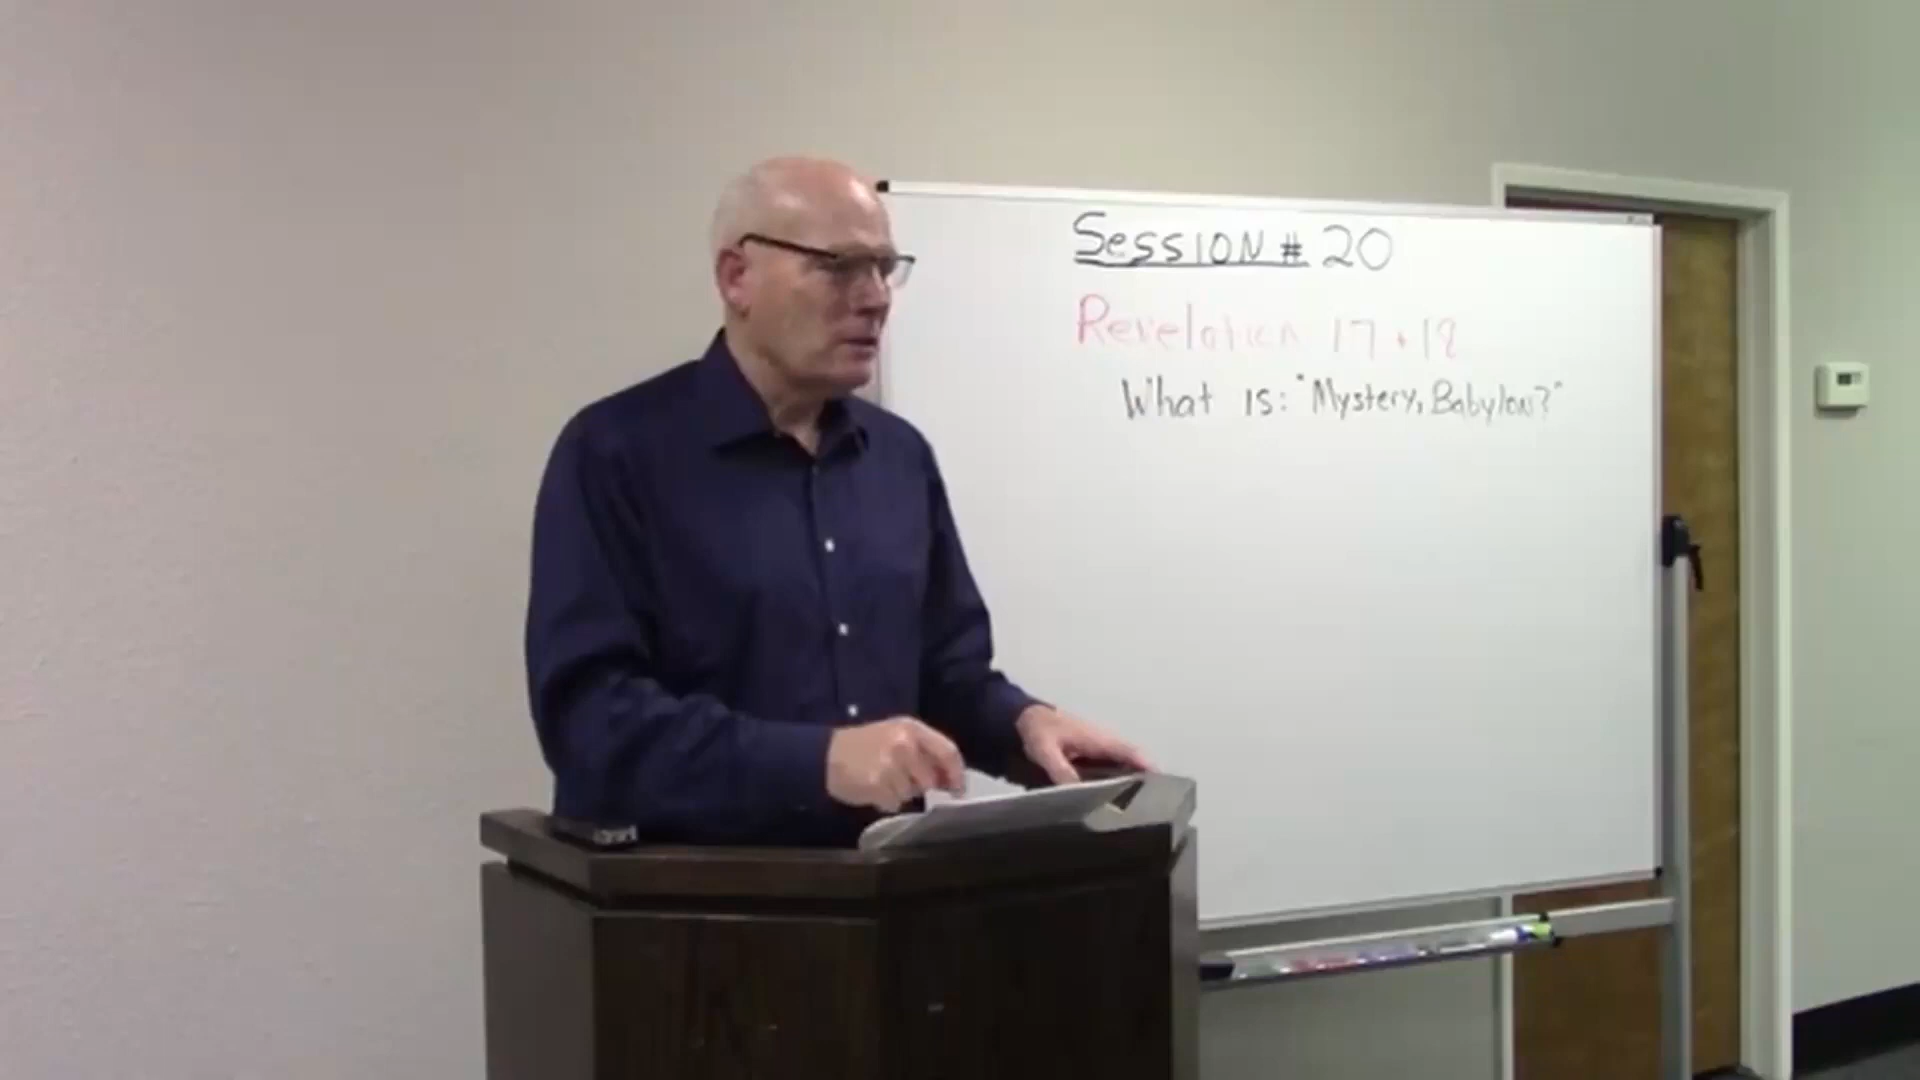 Session # 20
Revelation 17 + 18
What is: "Mystery, Babylon?"